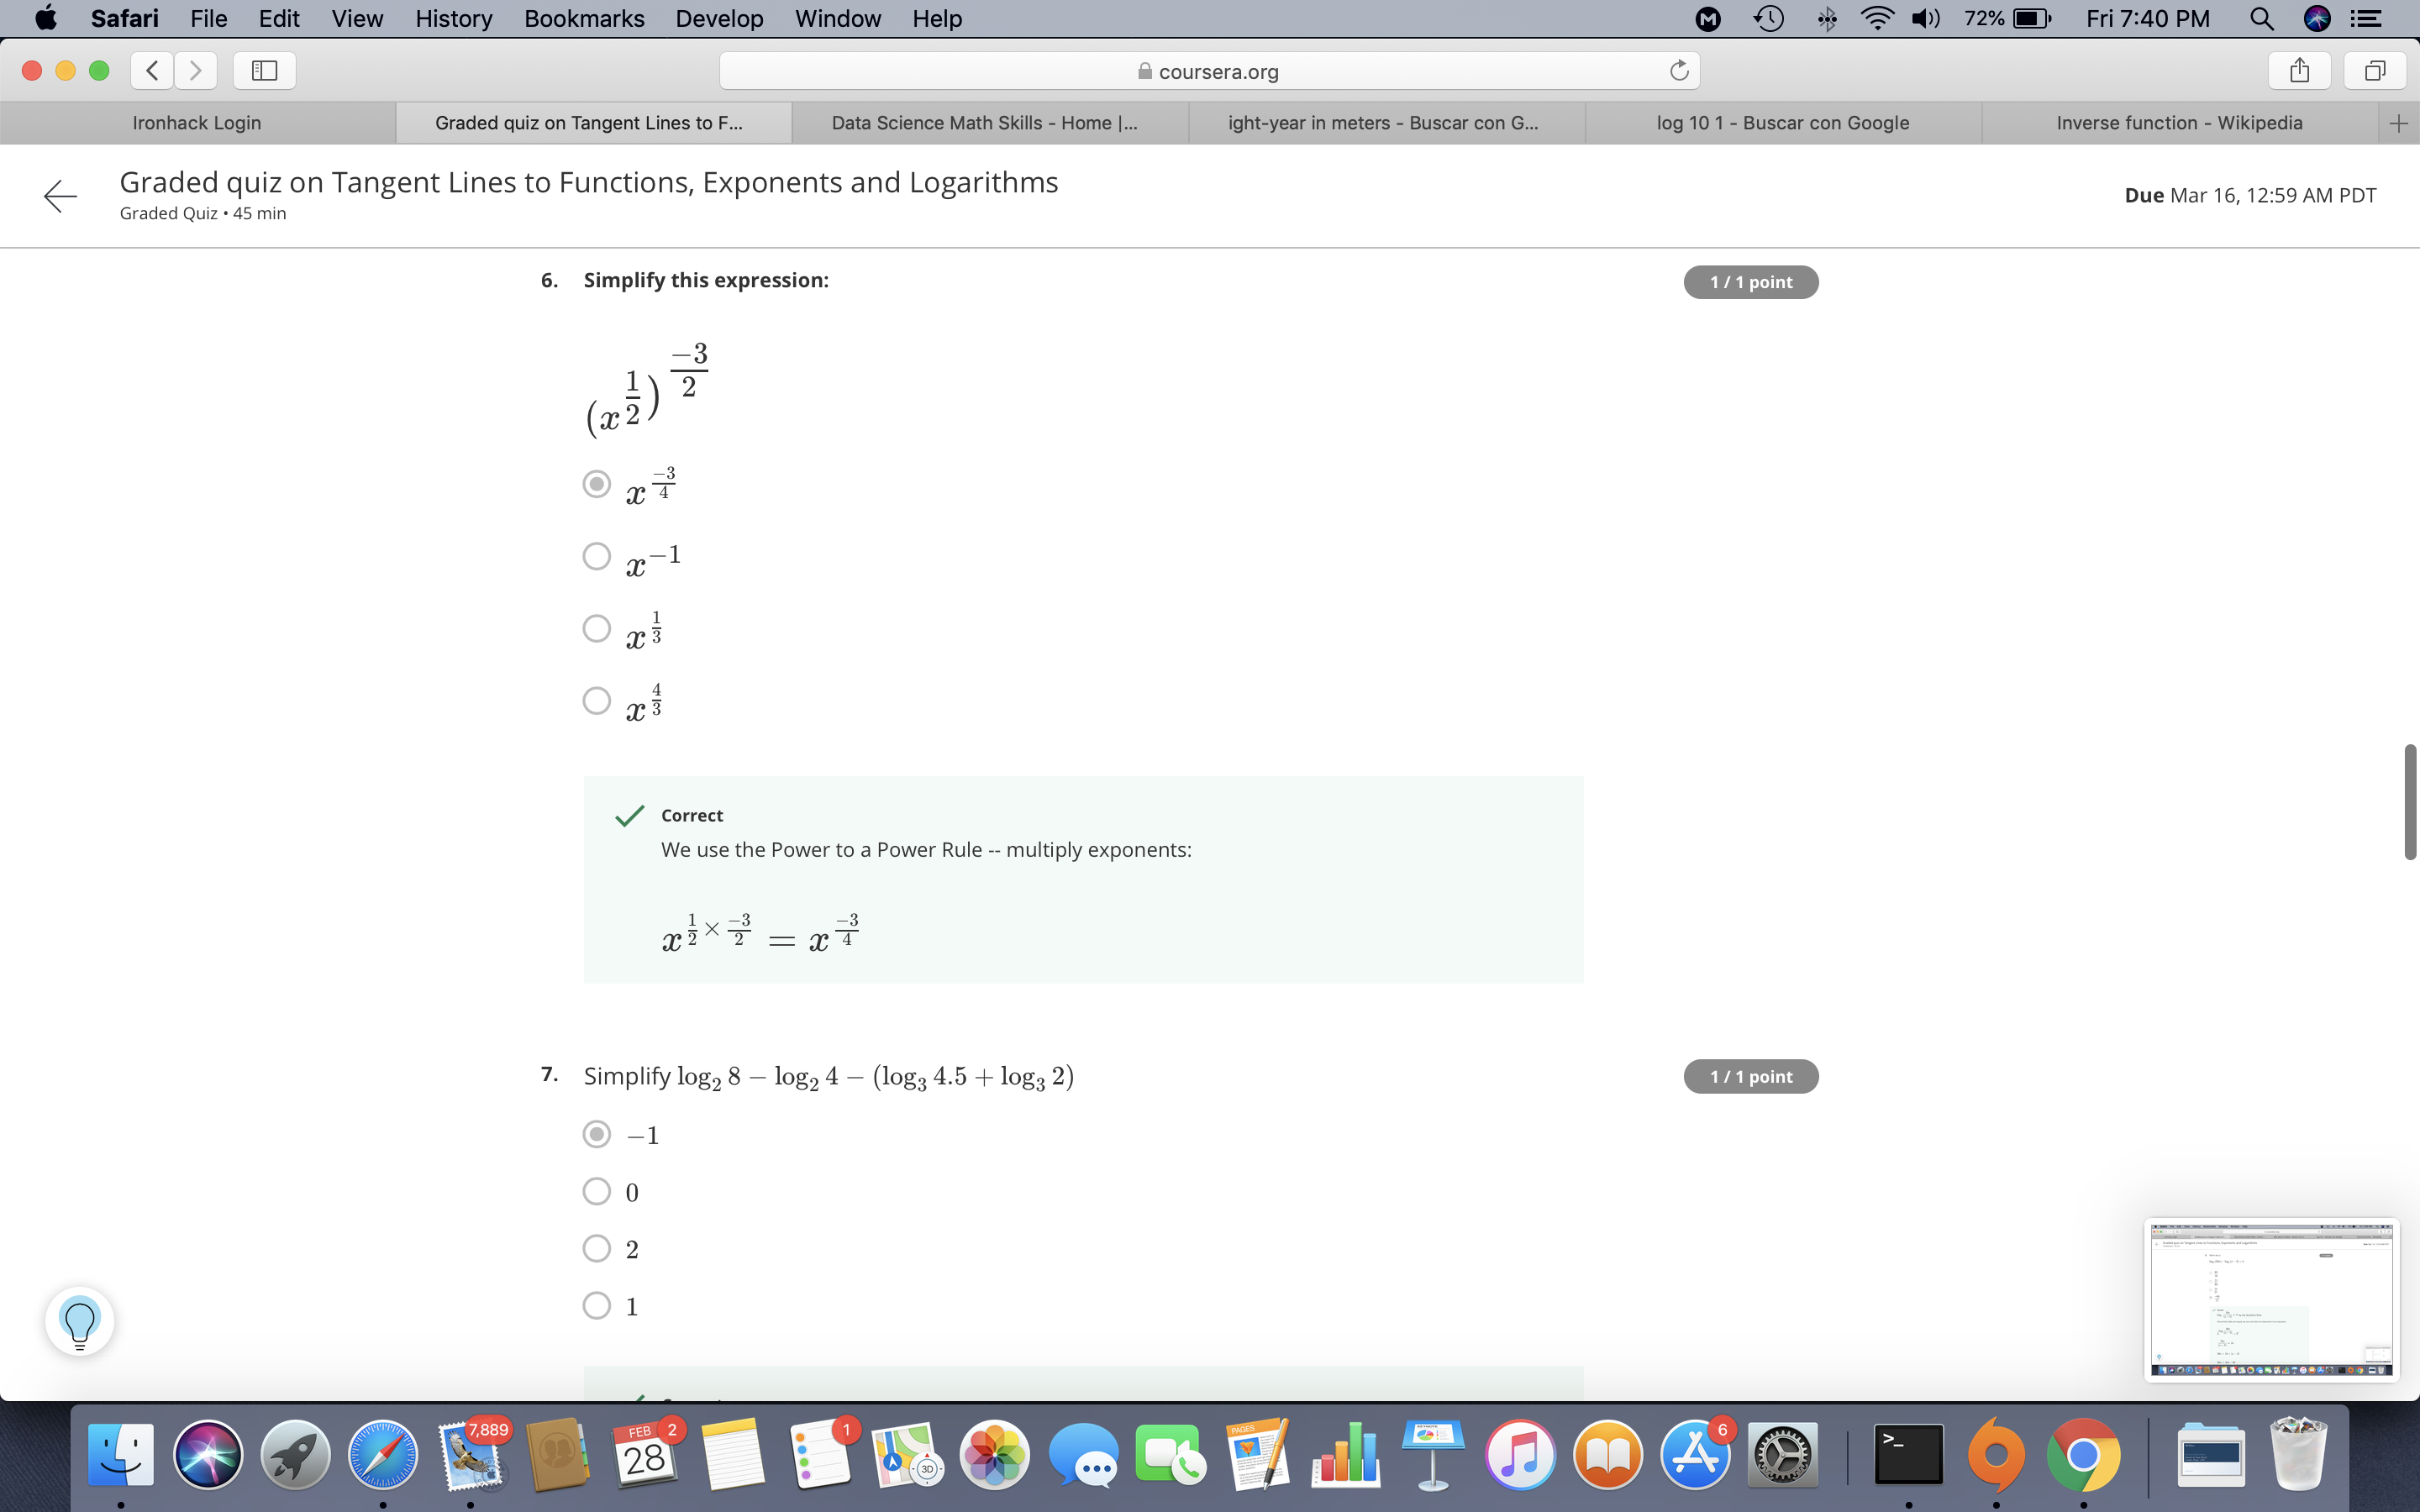 Safari File Edit View History Bookmarks Develop Window Help 72% Fri 7:40 PM
coursera.org
Ironhack Login Graded quiz on Tangent Lines to F... Data Science Math Skills - Home |... ight-year in meters - Buscar con G... log 10 1 - Buscar con Google Inverse function - Wikipedia
Graded quiz on Tangent Lines to Functions, Exponents and Logarithms
Graded Quiz • 45 min
Due Mar 16, 12:59 AM PDT
6. Simplify this expression: 1 / 1 point
(x^{\frac{1}{2}})^{\frac{-3}{2}}
x^{\frac{-3}{4}}
x^{-1}
x^{\frac{1}{3}}
x^{\frac{4}{3}}
Correct
We use the Power to a Power Rule -- multiply exponents:
x^{\frac{1}{2} × \frac{-3}{2}} = x^{\frac{-3}{4}}
7. Simplify log₂ 8 − log₂ 4 − (log₃ 4.5 + log₃ 2) 1 / 1 point
−1
0
2
1
7,889 FEB 28 2 1 3D PAGES 6 >_